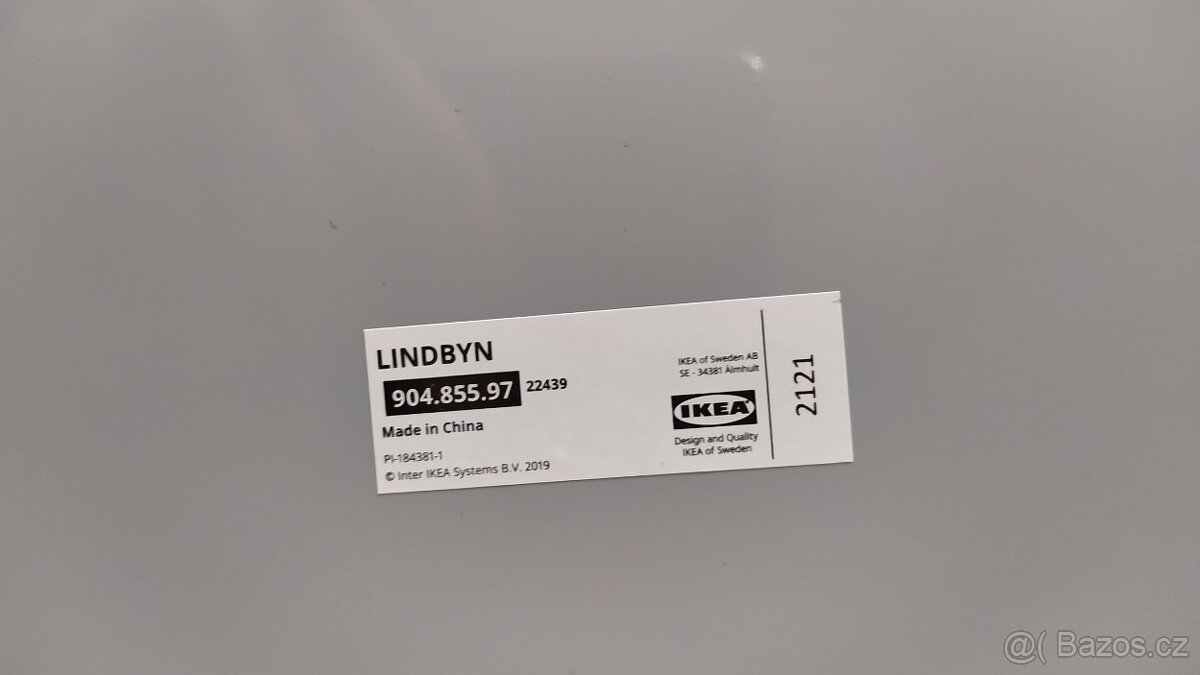 LINDBYN
904.855.97 22439
Made in China
PI-184381-1
© Inter IKEA Systems B.V. 2019
IKEA of Sweden AB
SE - 34381 Älmhult
IKEA
Design and Quality
IKEA of Sweden
2121
@( Bazos.cz